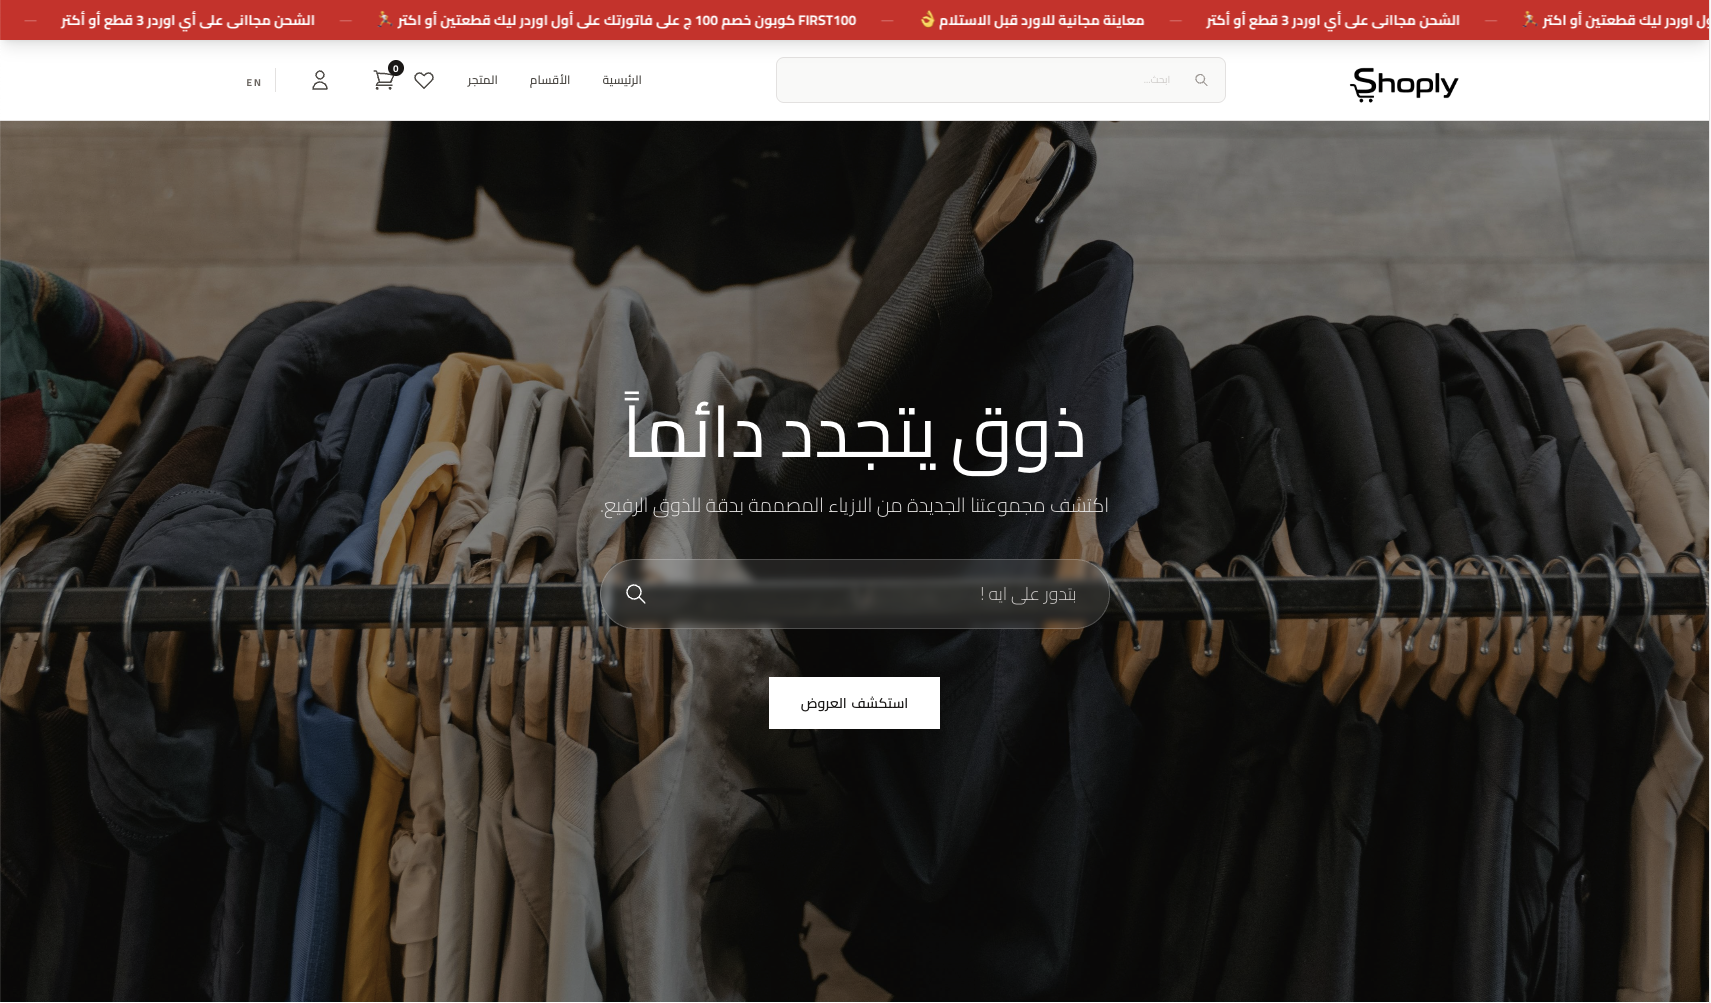 ول اوردر ليك قطعتين أو اكتر 🏃 — الشحن مجاانى على أي اوردر 3 قطع أو أكتر — معاينة مجانية للاورد قبل الاستلام 👌 — FIRST100 كوبون خصم 100 ج على فاتورتك على أول اوردر ليك قطعتين أو اكتر 🏃 — الشحن مجاانى على أي اوردر 3 قطع أو أكتر —
Shoply
ابحث...
الرئيسية
الأقسام
المتجر
0
EN
ذوق يتجدد دائماً
اكتشف مجموعتنا الجديدة من الازياء المصممة بدقة للذوق الرفيع.
بتدور على ايه !
استكشف العروض